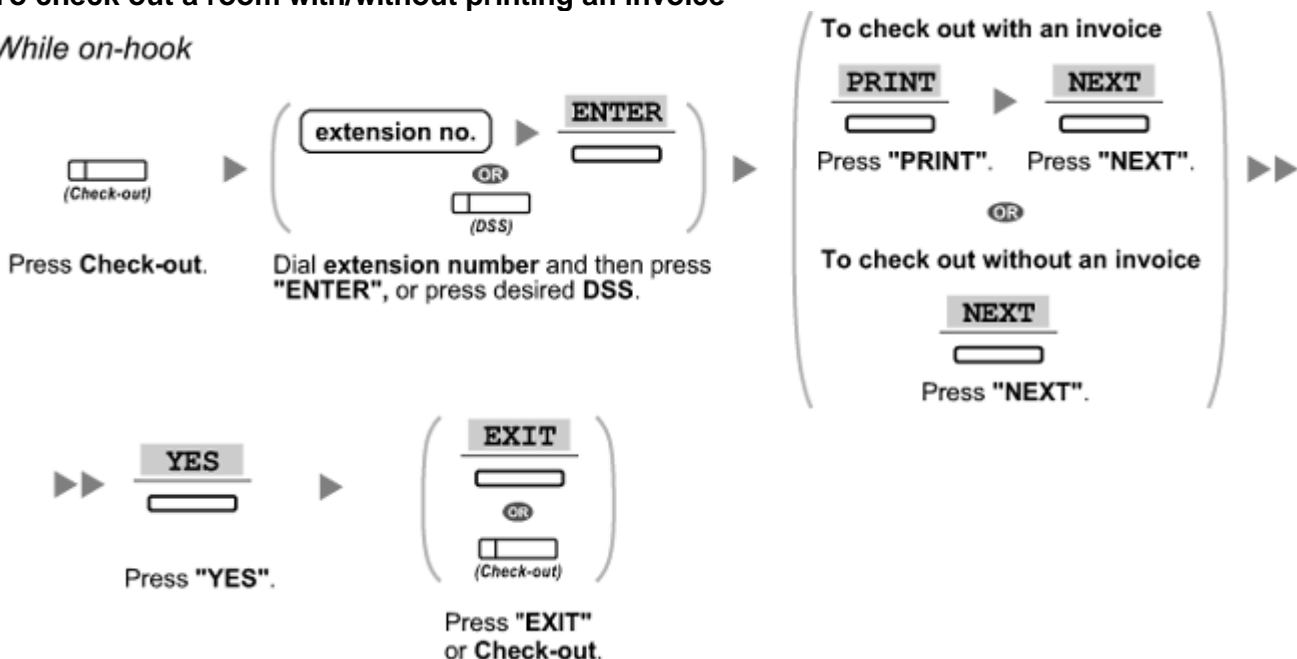 To check out a room with/without printing an invoice
While on-hook
(Check-out)
Press Check-out.
extension no.
ENTER
OR
(DSS)
Dial extension number and then press
"ENTER", or press desired DSS.
To check out with an invoice
PRINT
NEXT
Press "PRINT".
Press "NEXT".
OR
To check out without an invoice
NEXT
Press "NEXT".
YES
Press "YES".
EXIT
OR
(Check-out)
Press "EXIT"
or Check-out.